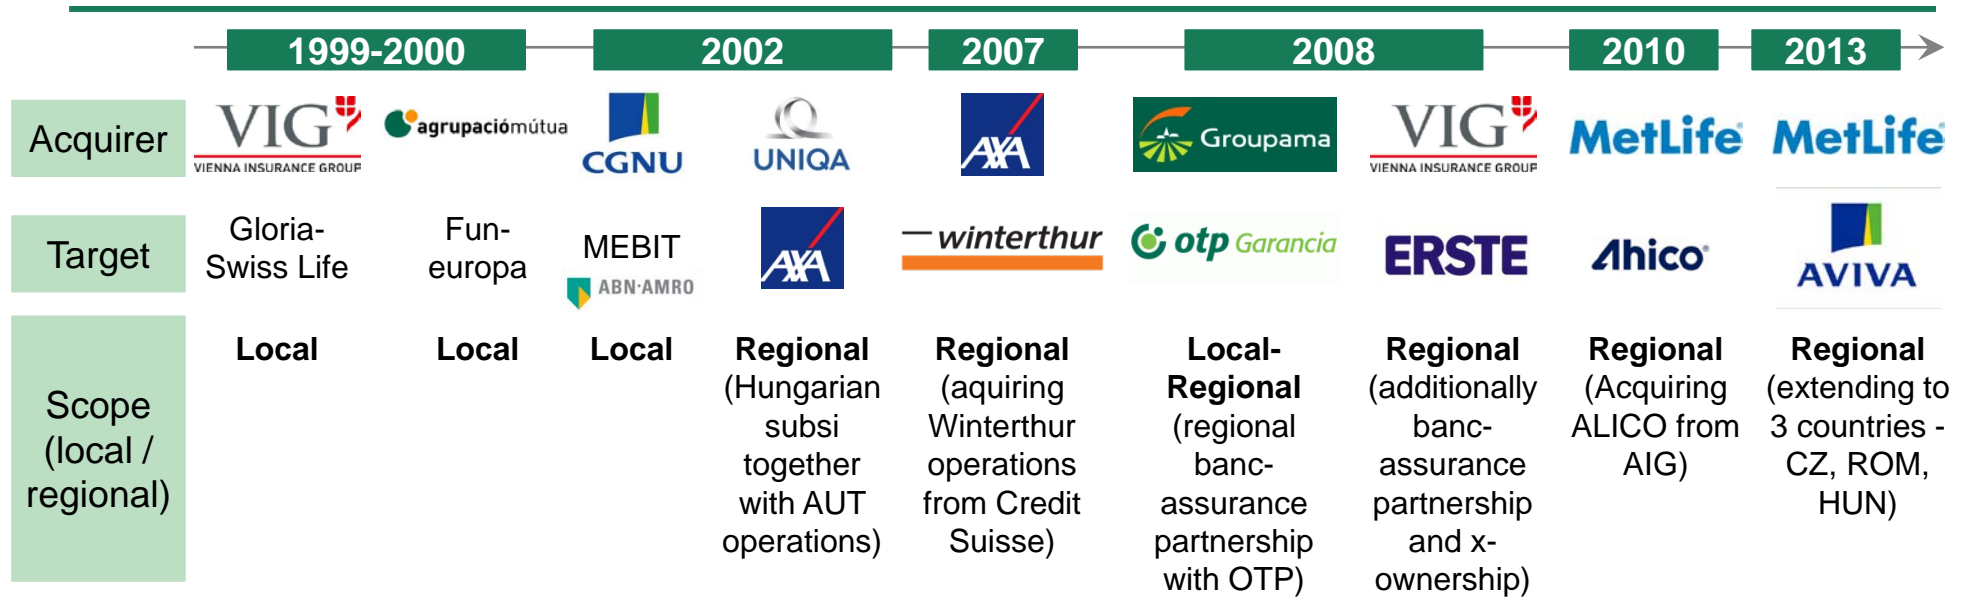 1999-2000
2002
2007
2008
2010
2013
Acquirer
VIG
VIENNA INSURANCE GROUP
agrupaciómútua
CGNU
UNIQA
AXA
Groupama
VIG
VIENNA INSURANCE GROUP
MetLife
MetLife
Target
Gloria-
Swiss Life
Fun-
europa
MEBIT
ABN·AMRO
AXA
winterthur
otp Garancia
ERSTE
Ahico
AVIVA
Scope
(local /
regional)
Local
Local
Local
Regional
(Hungarian
subsi
together
with AUT
operations)
Regional
(aquiring
Winterthur
operations
from Credit
Suisse)
Local-
Regional
(regional
banc-
assurance
partnership
with OTP)
Regional
(additionally
banc-
assurance
partnership
and x-
ownership)
Regional
(Acquiring
ALICO from
AIG)
Regional
(extending to
3 countries -
CZ, ROM,
HUN)